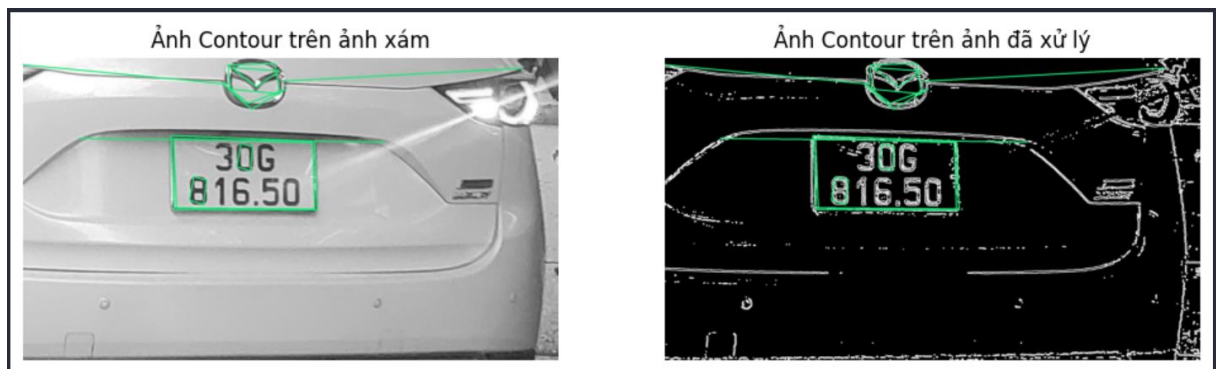 Ảnh Contour trên ảnh xám
Ảnh Contour trên ảnh đã xử lý
30G
816.50
30G
816.50